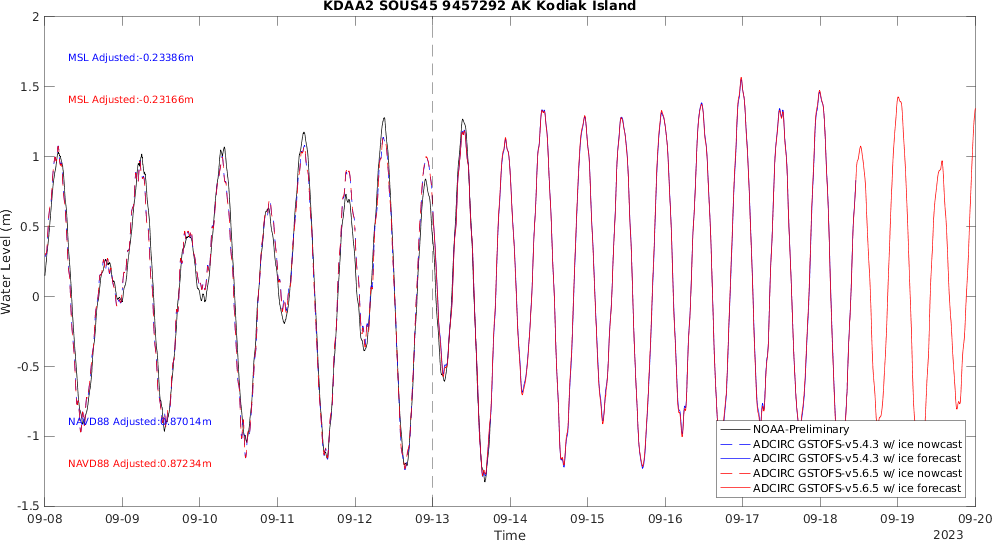 KDAA2 SOUS45 9457292 AK Kodiak Island
2
1.5
1
0.5
0
-0.5
-1
-1.5
Water Level (m)
MSL Adjusted:-0.23386m
MSL Adjusted:-0.23166m
NAVD88 Adjusted:0.87014m
NAVD88 Adjusted:0.87234m
NOAA-Preliminary
ADCIRC GSTOFS-v5.4.3 w/ ice nowcast
ADCIRC GSTOFS-v5.4.3 w/ ice forecast
ADCIRC GSTOFS-v5.6.5 w/ ice nowcast
ADCIRC GSTOFS-v5.6.5 w/ ice forecast
09-08 09-09 09-10 09-11 09-12 09-13 09-14 09-15 09-16 09-17 09-18 09-19 09-20
Time
2023